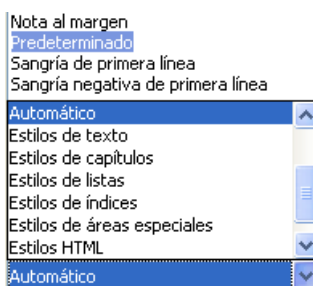 Nota al margen
Predeterminado
Sangría de primera línea
Sangría negativa de primera línea
Automático
Estilos de texto
Estilos de capítulos
Estilos de listas
Estilos de índices
Estilos de áreas especiales
Estilos HTML
Automático